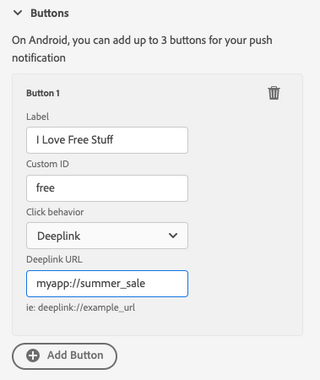 Buttons
On Android, you can add up to 3 buttons for your push
notification
Button 1
Label
I Love Free Stuff
Custom ID
free
Click behavior
Deeplink
Deeplink URL
myapp://summer_sale
ie: deeplink://example_url
Add Button